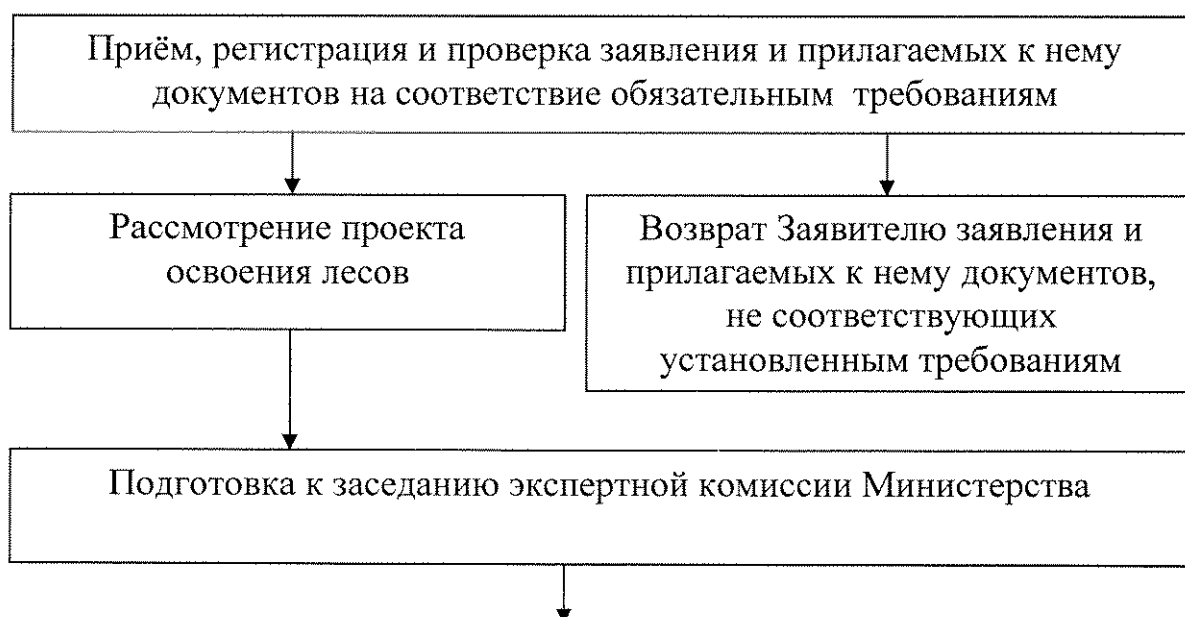 Приём, регистрация и проверка заявления и прилагаемых к нему
документов на соответствие обязательным требованиям
Рассмотрение проекта
освоения лесов
Возврат Заявителю заявления и
прилагаемых к нему документов,
не соответствующих
установленным требованиям
Подготовка к заседанию экспертной комиссии Министерства